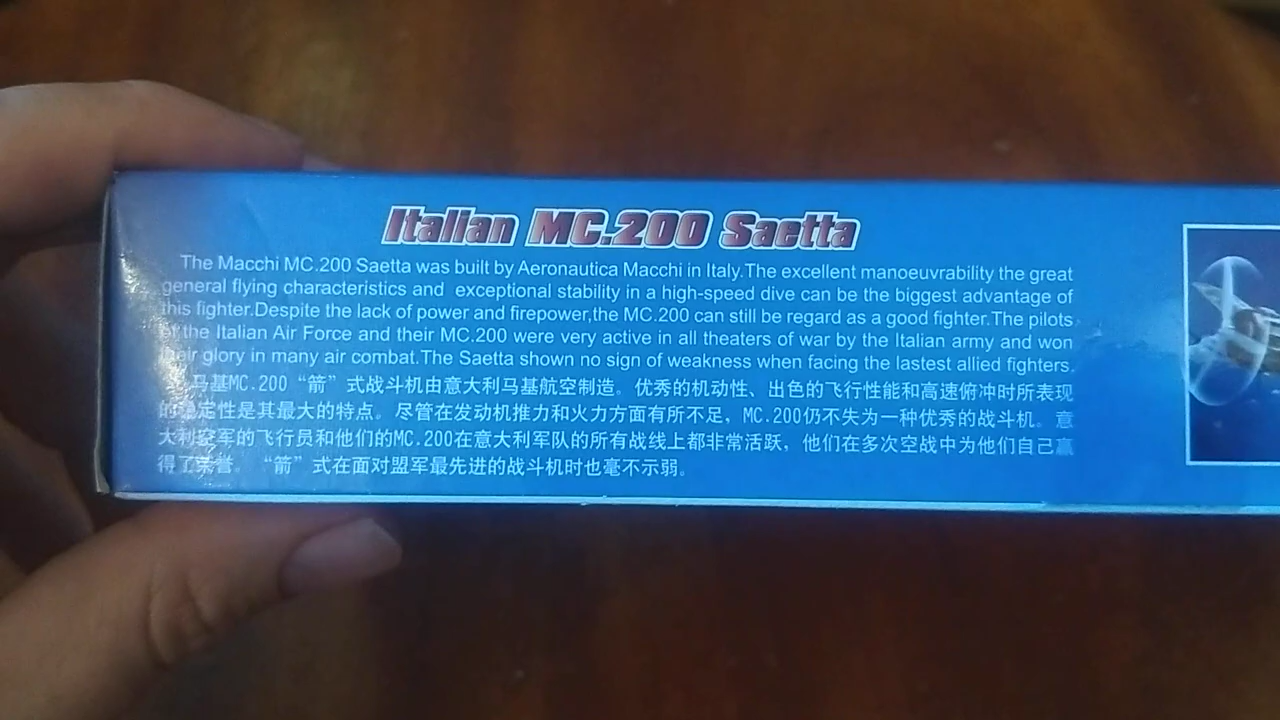 Italian MC.200 Saetta
The Macchi MC.200 Saetta was built by Aeronautica Macchi in Italy.The excellent manoeuvrability the great
general flying characteristics and exceptional stability in a high-speed dive can be the biggest advantage of
this fighter.Despite the lack of power and firepower,the MC.200 can still be regard as a good fighter.The pilots
of the Italian Air Force and their MC.200 were very active in all theaters of war by the Italian army and won
their glory in many air combat.The Saetta shown no sign of weakness when facing the lastest allied fighters.
马基MC.200“箭”式战斗机由意大利马基航空制造。优秀的机动性、出色的飞行性能和高速俯冲时所表现
的稳定性是其最大的特点。尽管在发动机推力和火力方面有所不足，MC.200仍不失为一种优秀的战斗机。意
大利空军的飞行员和他们的MC.200在意大利军队的所有战线上都非常活跃，他们在多次空战中为他们自己赢
得了荣誉。“箭”式在面对盟军最先进的战斗机时也毫不示弱。